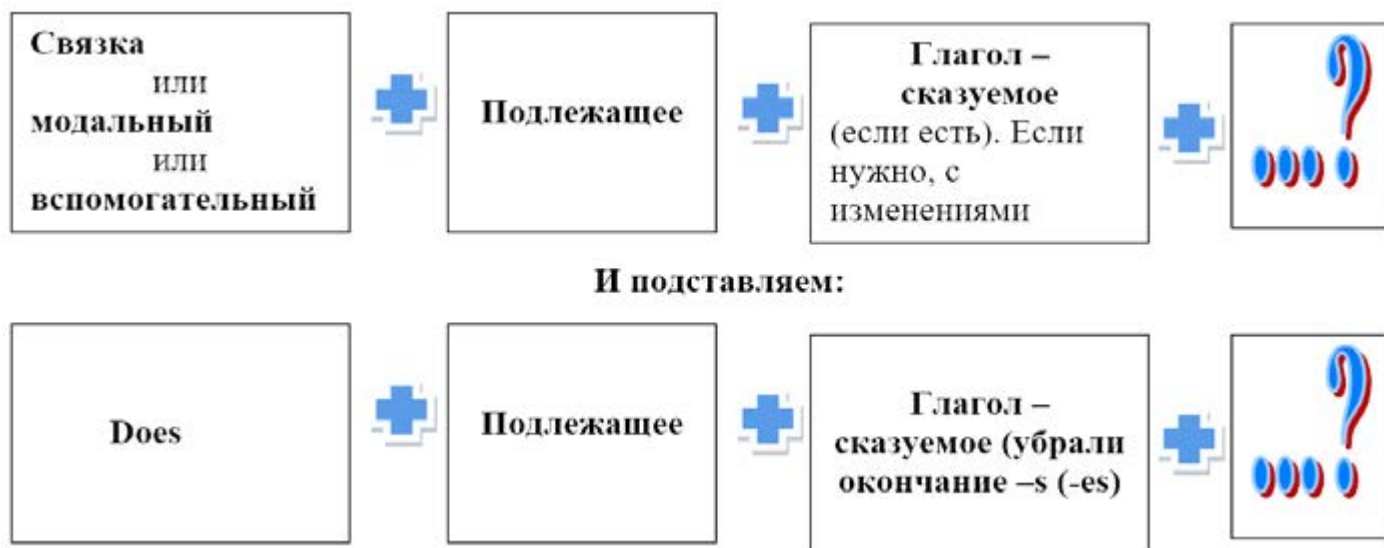 Связка
или
модальный
или
вспомогательный
Подлежащее
Глагол –
сказуемое
(если есть). Если
нужно, с
изменениями
....?
И подставляем:
Does
Подлежащее
Глагол –
сказуемое (убрали
окончание –s (-es)
....?